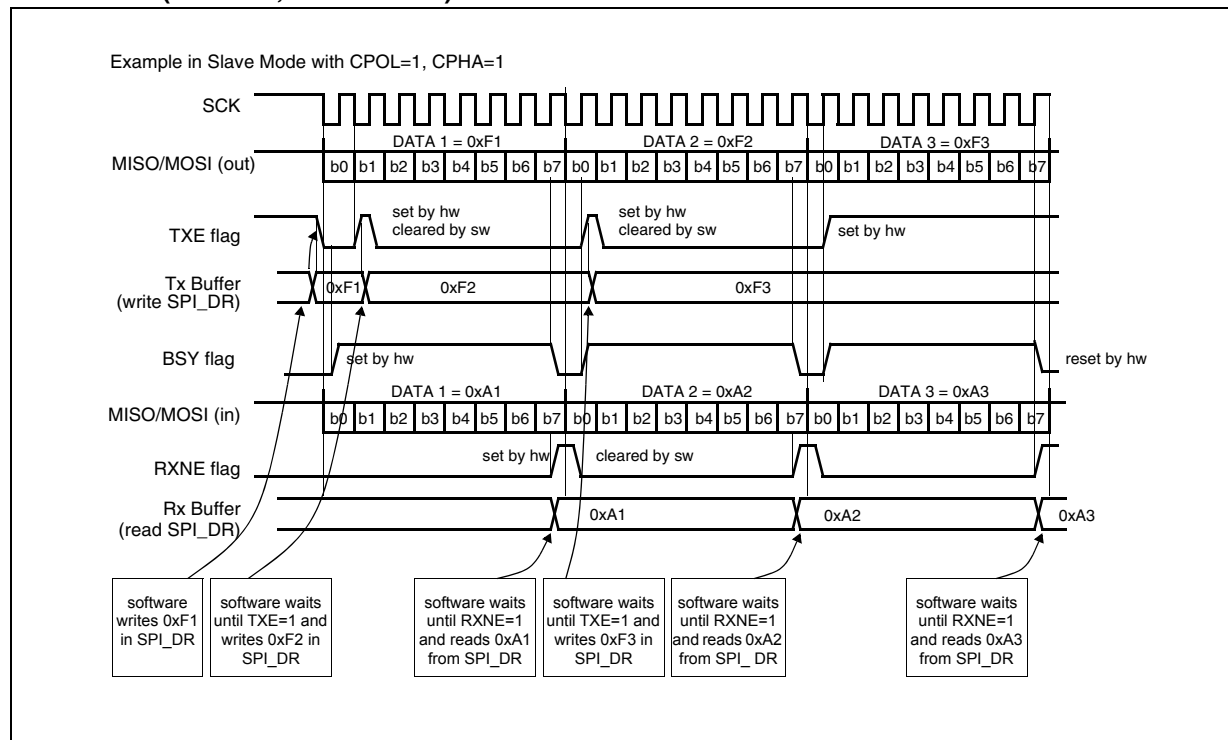 Example in Slave Mode with CPOL=1, CPHA=1
SCK
DATA 1 = 0xF1 DATA 2 = 0xF2 DATA 3 = 0xF3
MISO/MOSI (out)
b0 b1 b2 b3 b4 b5 b6 b7 b0 b1 b2 b3 b4 b5 b6 b7 b0 b1 b2 b3 b4 b5 b6 b7
set by hw set by hw
cleared by sw cleared by sw
TXE flag
set by hw
Tx Buffer
(write SPI_DR)
0xF1 0xF2 0xF3
BSY flag
set by hw reset by hw
DATA 1 = 0xA1 DATA 2 = 0xA2 DATA 3 = 0xA3
MISO/MOSI (in)
b0 b1 b2 b3 b4 b5 b6 b7 b0 b1 b2 b3 b4 b5 b6 b7 b0 b1 b2 b3 b4 b5 b6 b7
set by hw cleared by sw
RXNE flag
Rx Buffer
(read SPI_DR)
0xA1 0xA2 0xA3
software
writes 0xF1
in SPI_DR
software waits
until TXE=1 and
writes 0xF2 in
SPI_DR
software waits
until RXNE=1
and reads 0xA1
from SPI_DR
software waits
until TXE=1 and
writes 0xF3 in
SPI_DR
software waits
until RXNE=1
and reads 0xA2
from SPI_ DR
software waits
until RXNE=1
and reads 0xA3
from SPI_DR